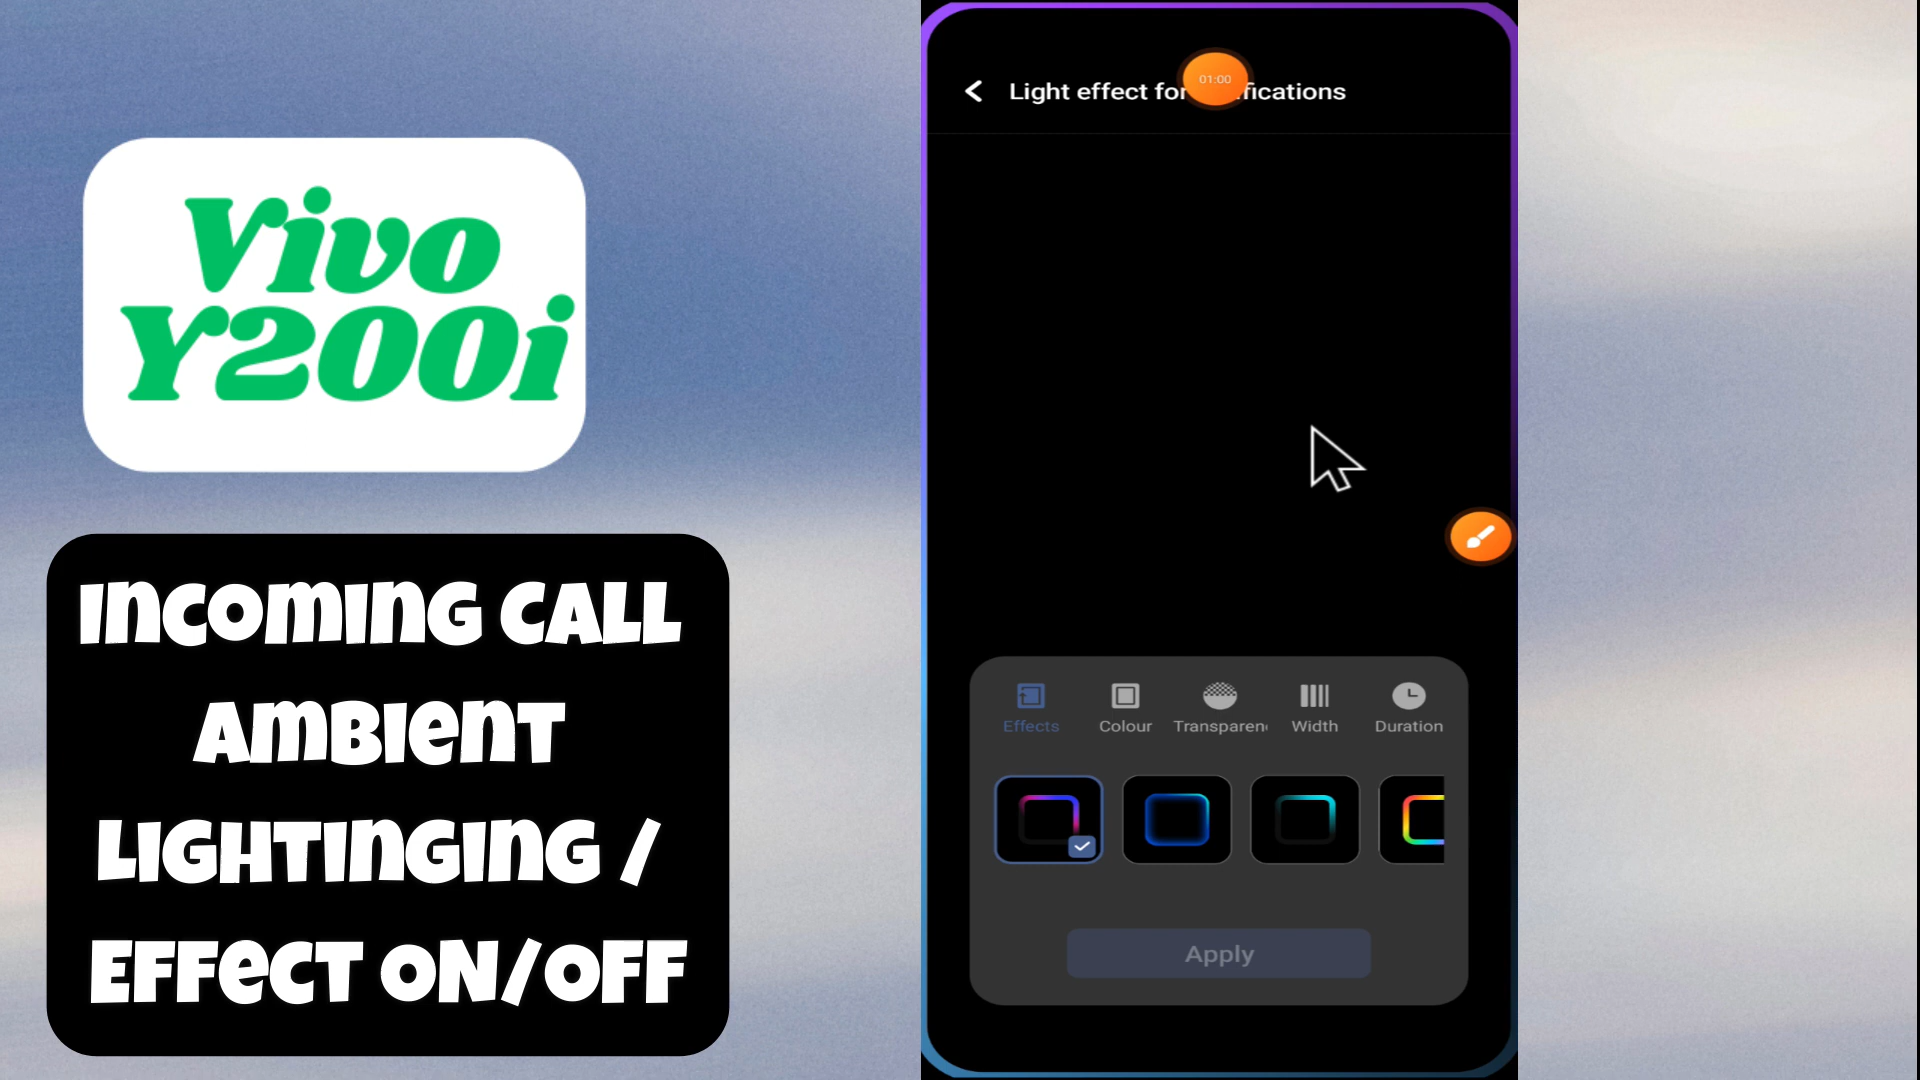 Vivo
Y200i
INCOMING CALL
AMBIENT
LIGHTINGING /
EFFECT ON/OFF
01:00
Light effect for fications
Effects
Colour
Transparen
Width
Duration
Apply